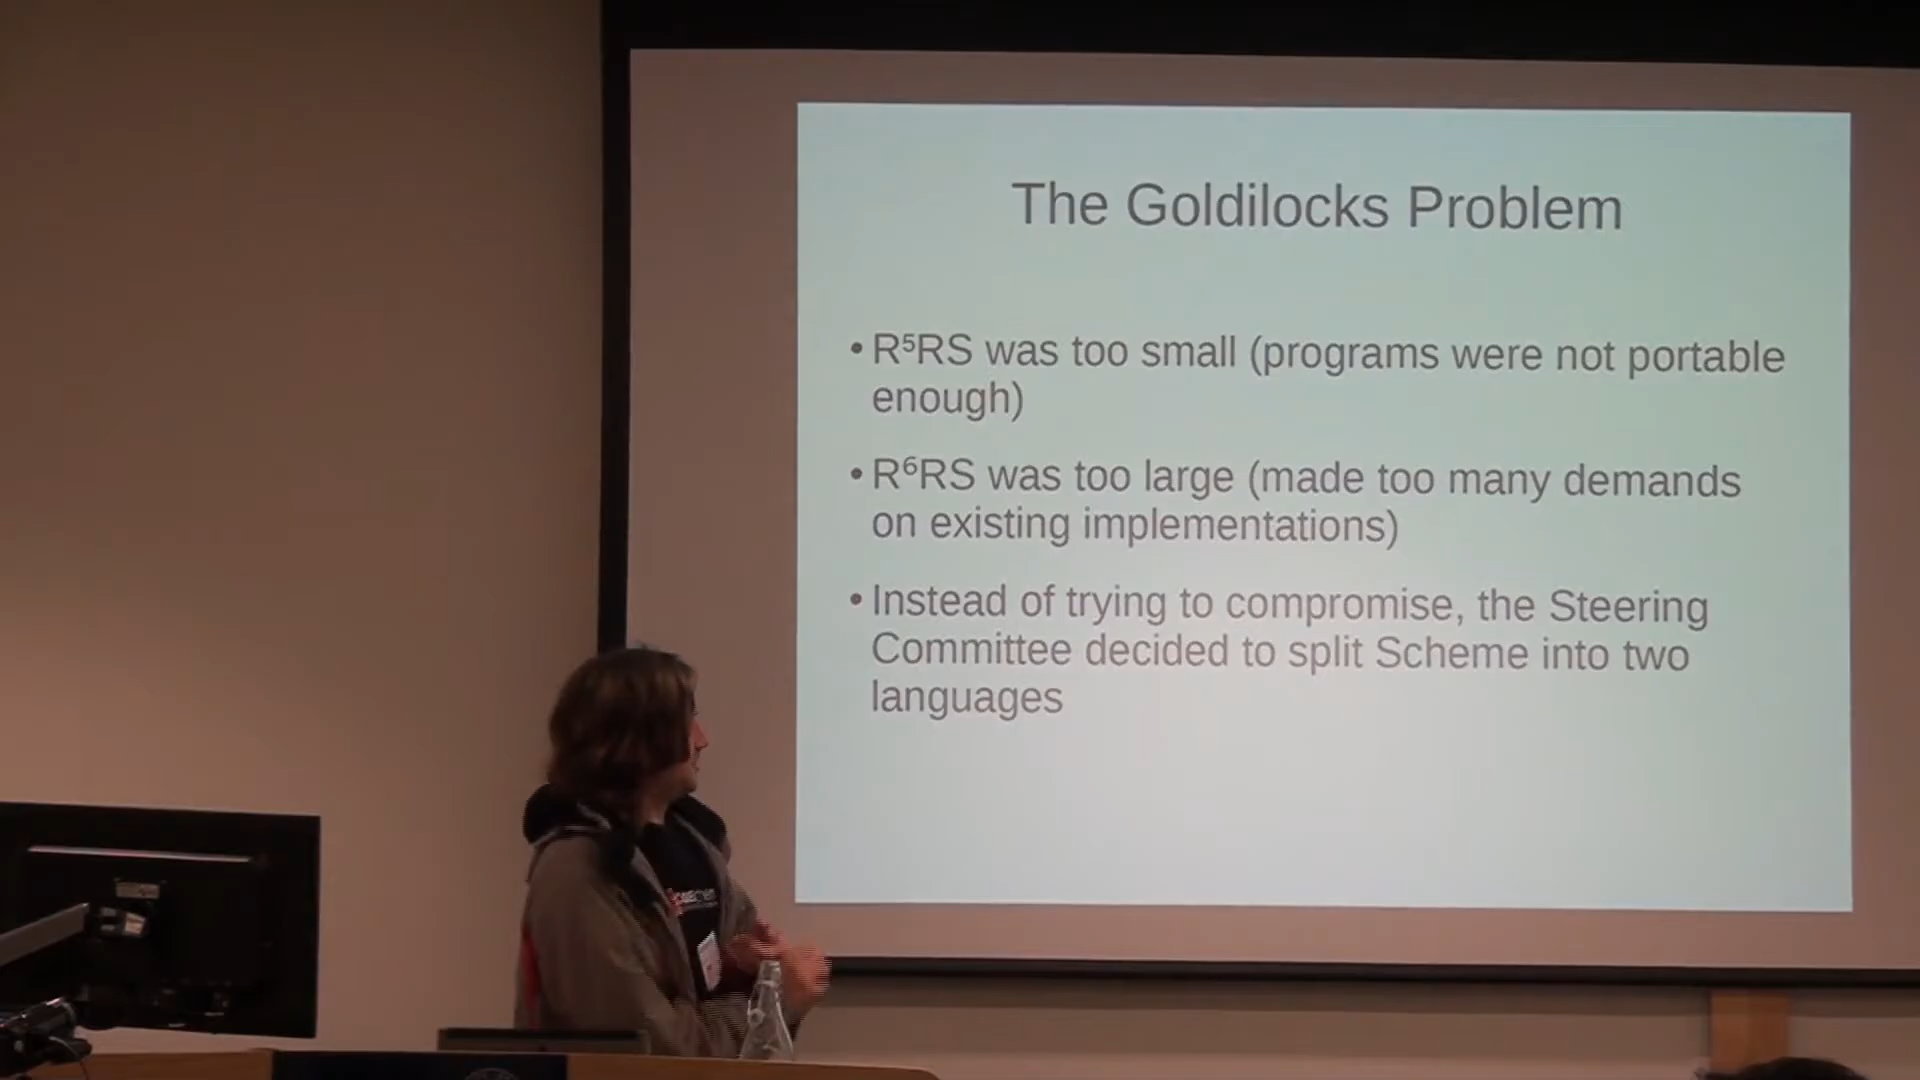 The Goldilocks Problem
• R⁵RS was too small (programs were not portable
enough)
• R⁶RS was too large (made too many demands
on existing implementations)
• Instead of trying to compromise, the Steering
Committee decided to split Scheme into two
languages